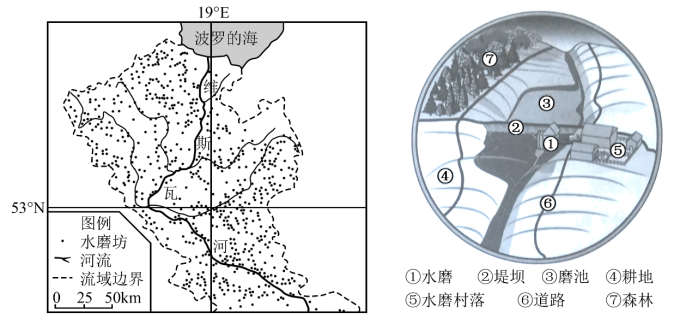 19°E
波罗的海
维
斯
瓦
河
53°N
图例
水磨坊
河流
流域边界
0 25 50km
⑦
③
②
①
⑤
④
⑥
①水磨 ②堤坝 ③磨池 ④耕地
⑤水磨村落 ⑥道路 ⑦森林